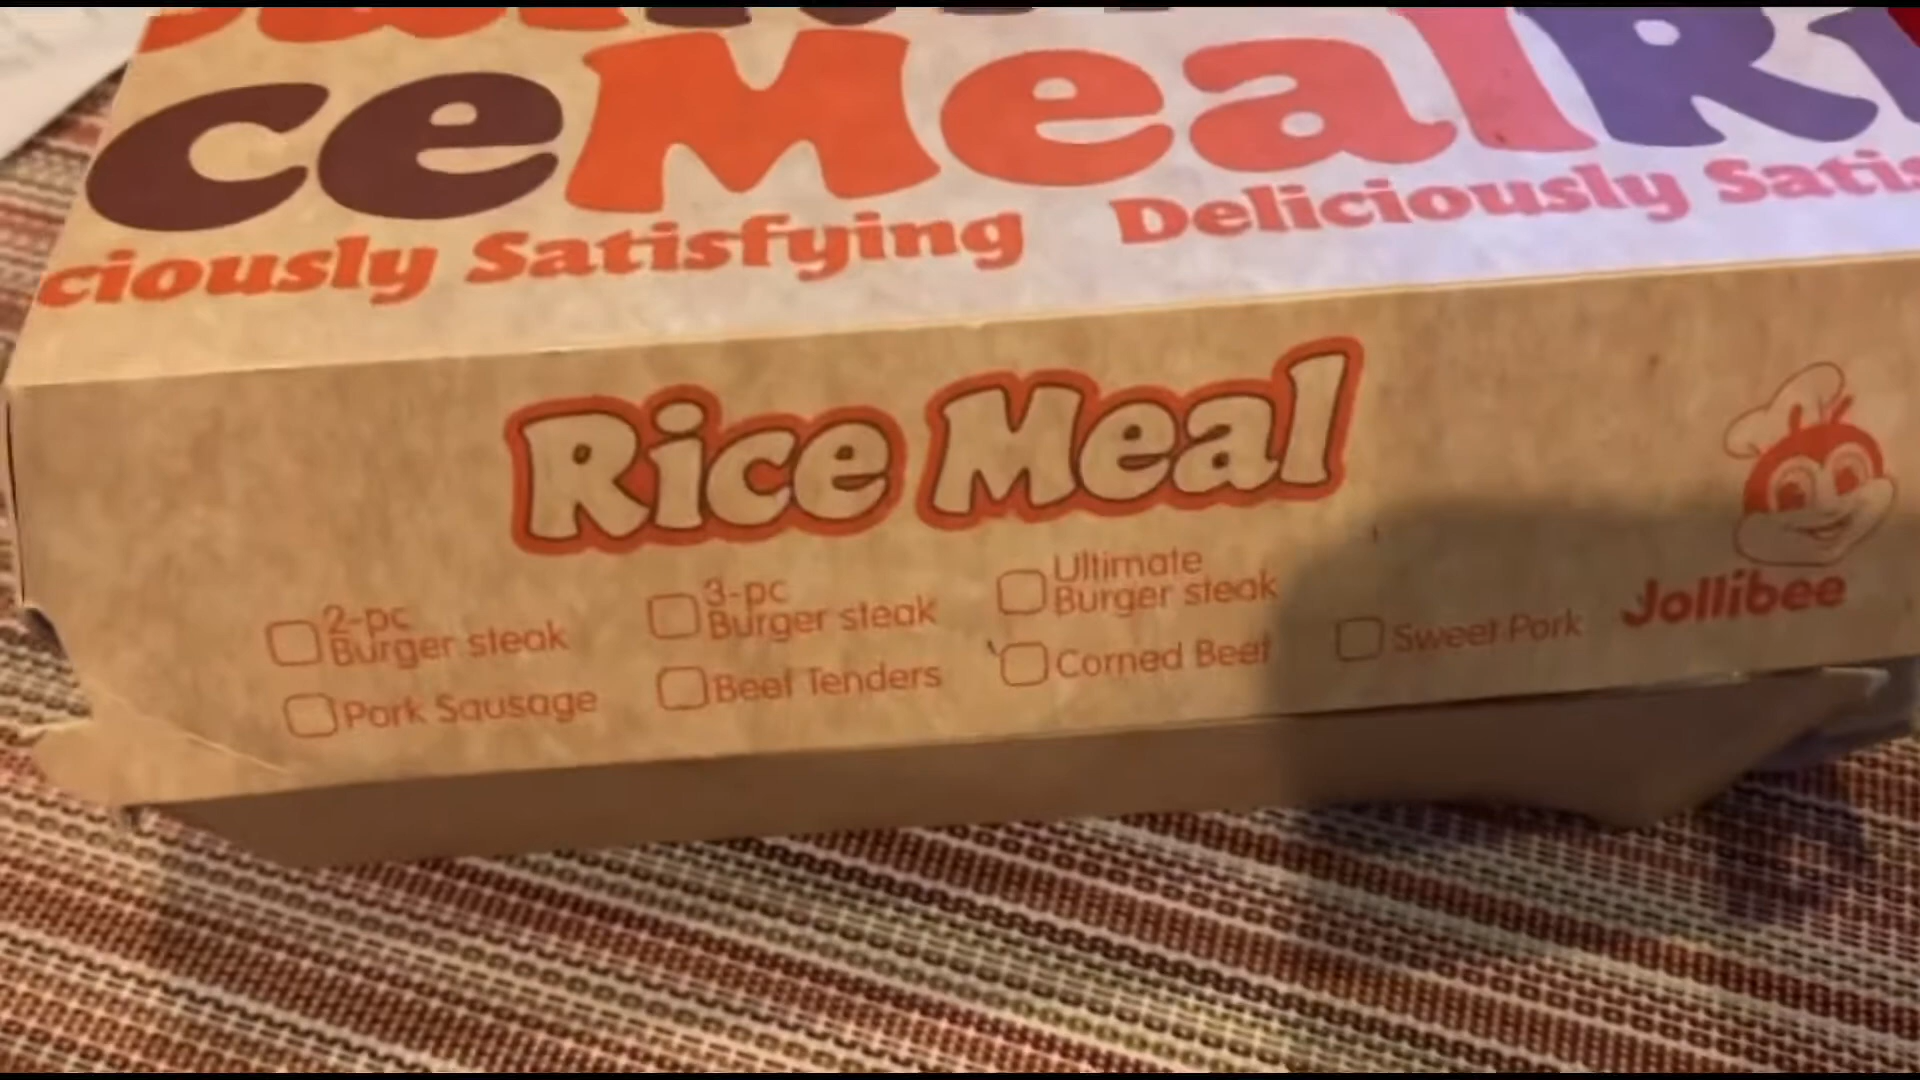 ceMealRi
ciously Satisfying Deliciously Satis
Rice Meal
2-pc
Burger steak
3-pc
Burger steak
Ultimate
Burger steak
Pork Sausage
Beef Tenders
Corned Beef
Sweet Pork
Jollibee